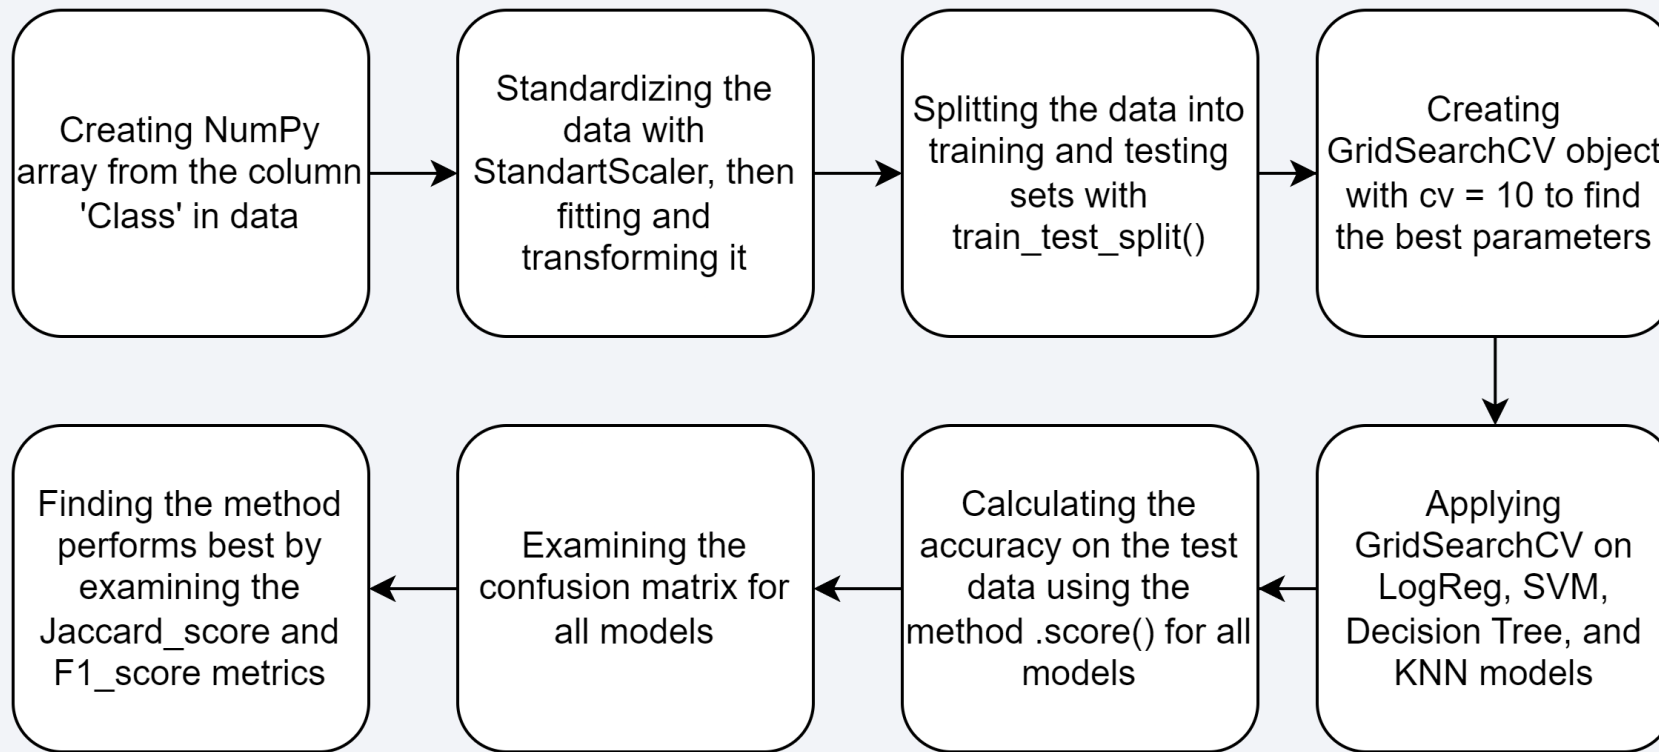 Creating NumPy
array from the column
'Class' in data
Standardizing the
data with
StandartScaler, then
fitting and
transforming it
Splitting the data into
training and testing
sets with
train_test_split()
Creating
GridSearchCV object
with cv = 10 to find
the best parameters
Applying
GridSearchCV on
LogReg, SVM,
Decision Tree, and
KNN models
Calculating the
accuracy on the test
data using the
method .score() for all
models
Examining the
confusion matrix for
all models
Finding the method
performs best by
examining the
Jaccard_score and
F1_score metrics